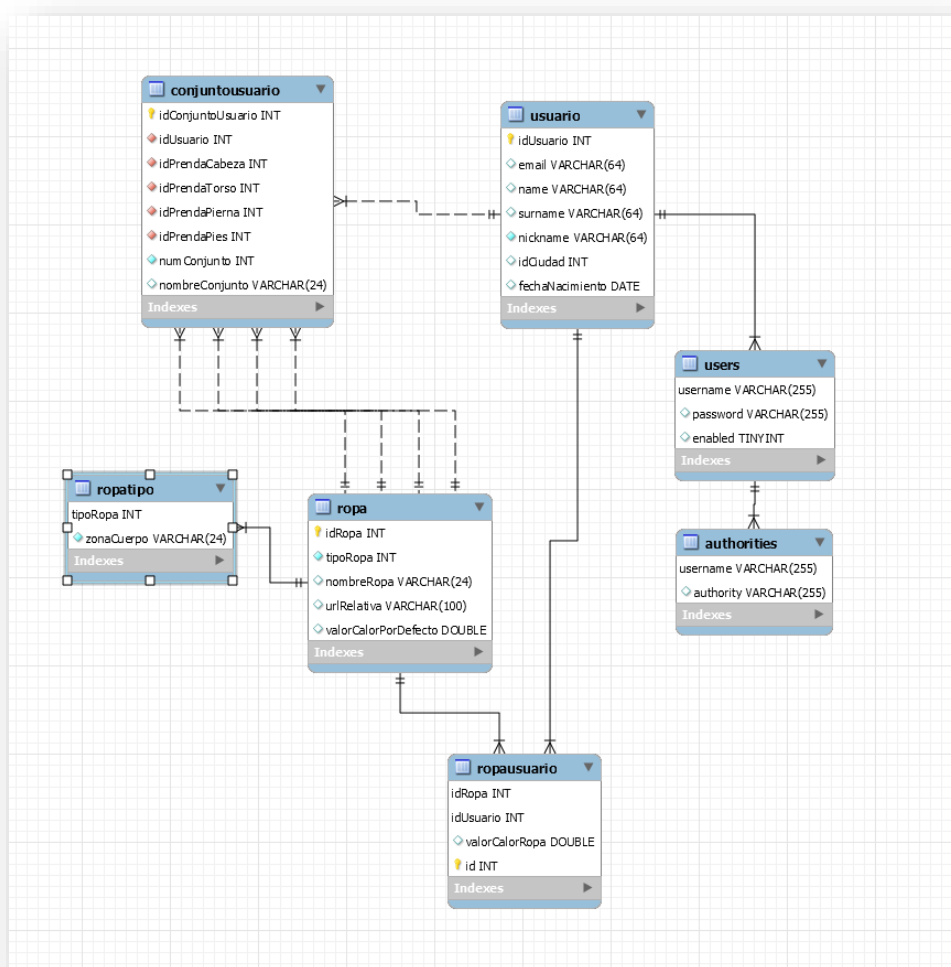 conjuntousuario
idConjuntoUsuario INT
idUsuario INT
idPrendaCabeza INT
idPrendaTorso INT
idPrendaPierna INT
idPrendaPies INT
numConjunto INT
nombreConjunto VARCHAR(24)
Indexes
usuario
idUsuario INT
email VARCHAR(64)
name VARCHAR(64)
surname VARCHAR(64)
nickname VARCHAR(64)
idCiudad INT
fechaNacimiento DATE
Indexes
users
username VARCHAR(255)
password VARCHAR(255)
enabled TINYINT
Indexes
ropatipo
tipoRopa INT
zonaCuerpo VARCHAR(24)
Indexes
ropa
idRopa INT
tipoRopa INT
nombreRopa VARCHAR(24)
urlRelativa VARCHAR(100)
valorCalorPorDefecto DOUBLE
Indexes
authorities
username VARCHAR(255)
authority VARCHAR(255)
Indexes
ropausuario
idRopa INT
idUsuario INT
valorCalorRopa DOUBLE
id INT
Indexes